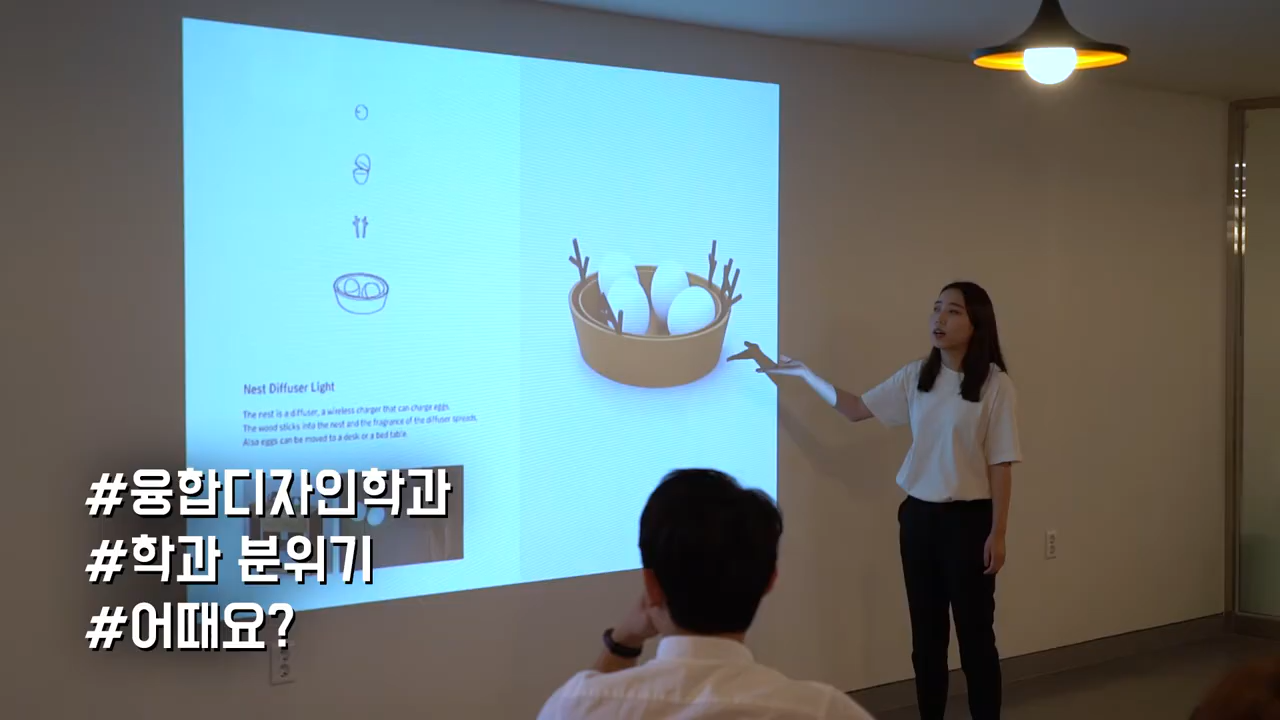 Nest Diffuser Light
The nest is a diffuser, a wireless charger that can charge eggs.
The wood sticks into the nest and the fragrance of the diffuser spreads.
Also eggs can be moved to a desk or a bed table.
#융합디자인학과
#학과 분위기
#어때요?